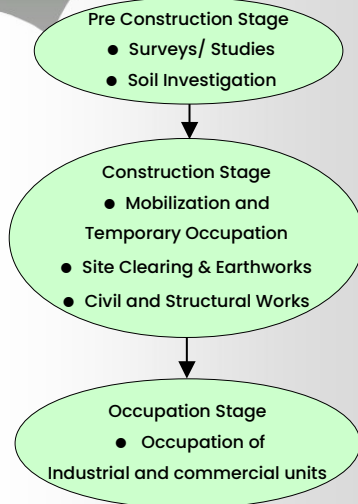 Pre Construction Stage
● Surveys/ Studies
● Soil Investigation
Construction Stage
● Mobilization and
Temporary Occupation
● Site Clearing & Earthworks
● Civil and Structural Works
Occupation Stage
● Occupation of
Industrial and commercial units